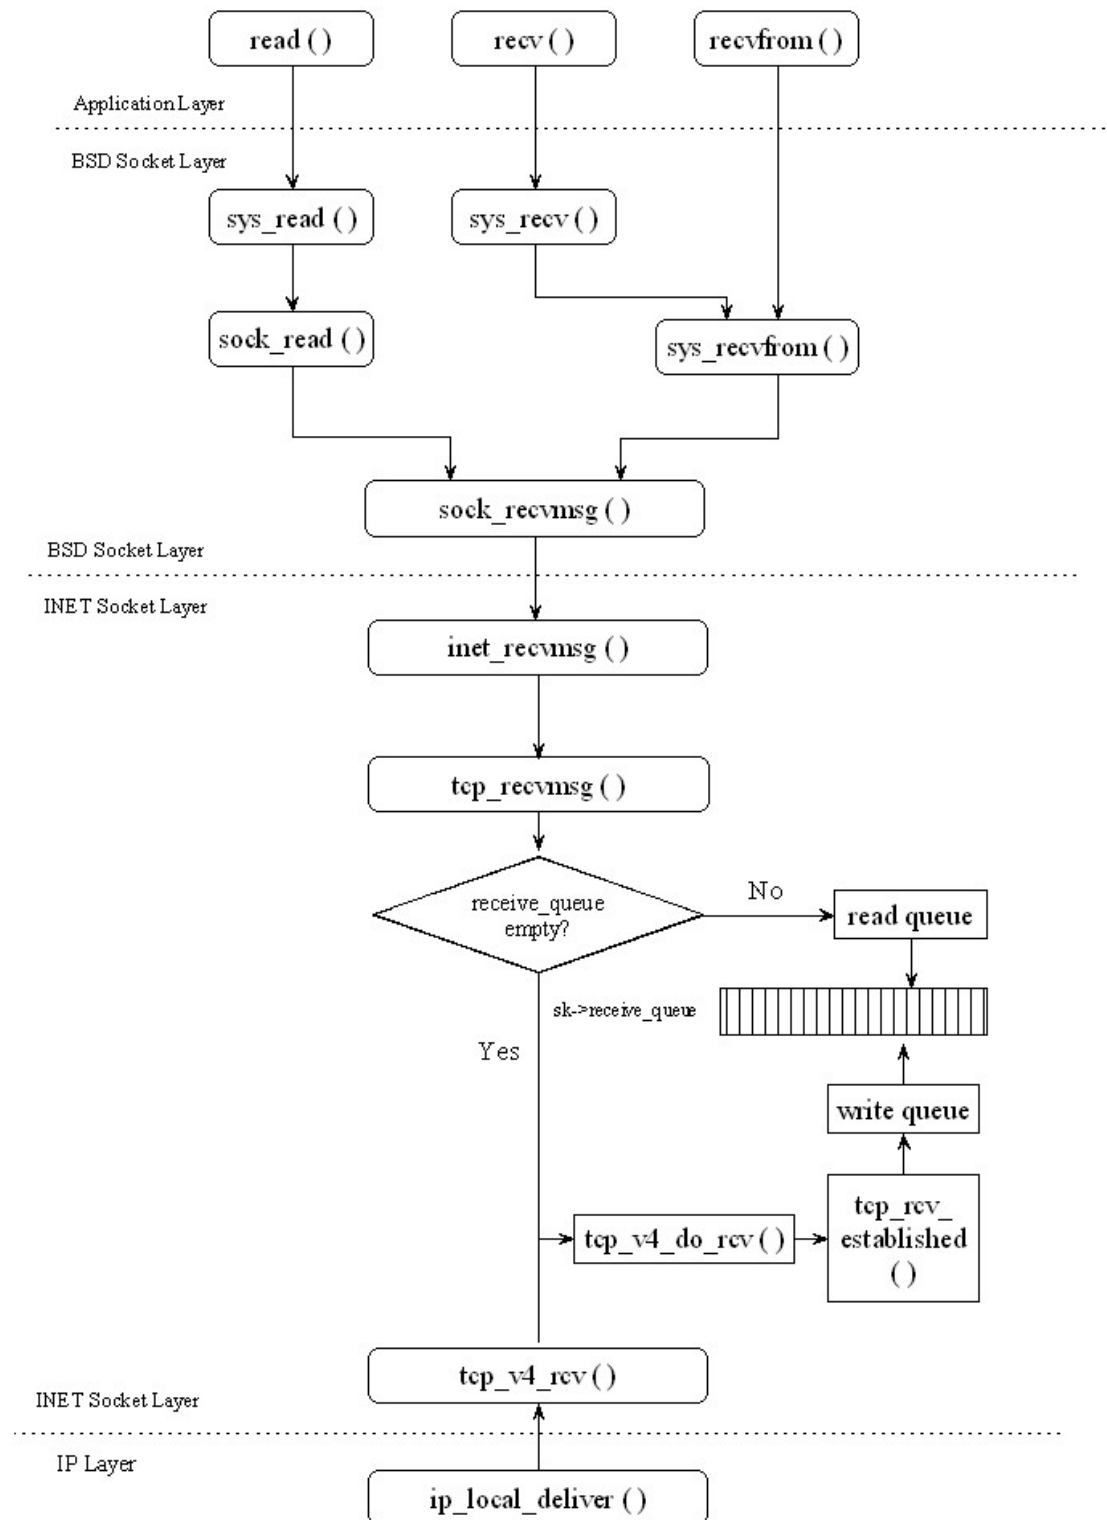 read ( )
recv ( )
recvfrom ( )
Application Layer
BSD Socket Layer
sys_read ( )
sys_recv ( )
sock_read ( )
sys_recvfrom ( )
sock_recvmsg ( )
BSD Socket Layer
INET Socket Layer
inet_recvmsg ( )
tcp_recvmsg ( )
receive_queue
empty?
No
read queue
sk->receive_queue
Yes
write queue
tcp_v4_do_rcv ( )
tcp_rcv_
established
( )
tcp_v4_rcv ( )
INET Socket Layer
IP Layer
ip_local_deliver ( )